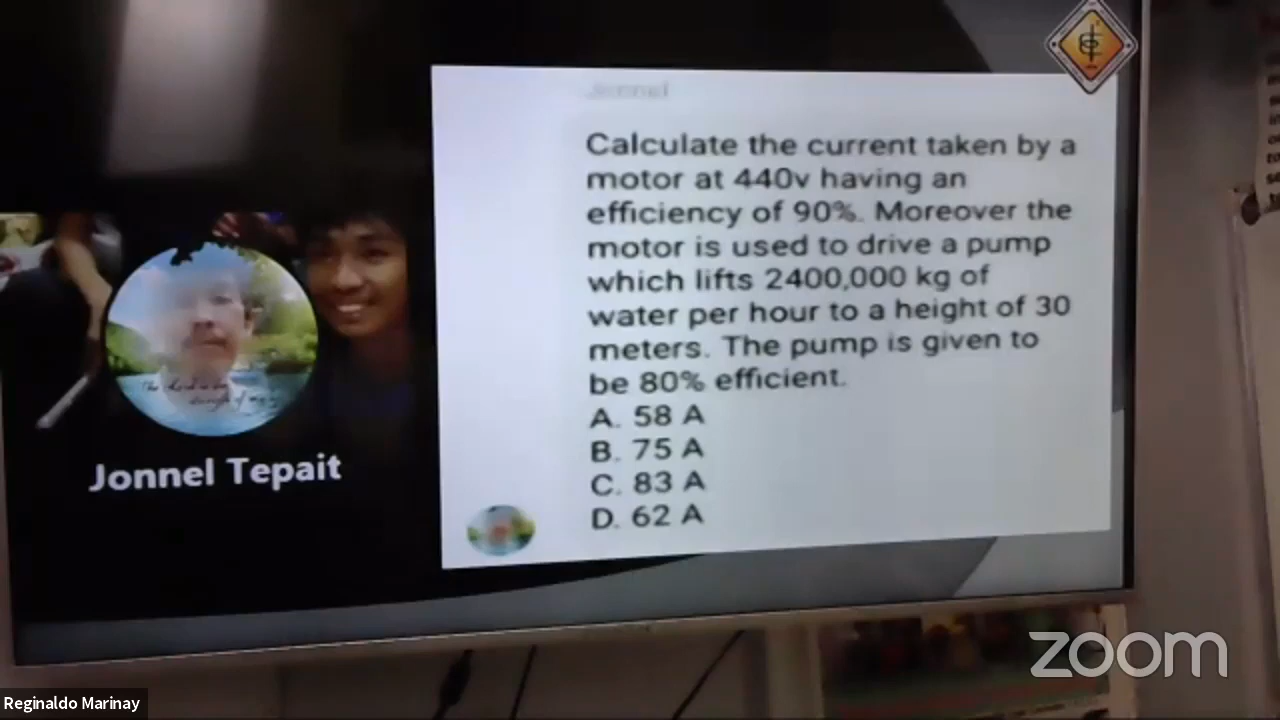 Jonnel
Calculate the current taken by a
motor at 440v having an
efficiency of 90%. Moreover the
motor is used to drive a pump
which lifts 2400,000 kg of
water per hour to a height of 30
meters. The pump is given to
be 80% efficient.
A. 58 A
B. 75 A
C. 83 A
D. 62 A
Jonnel Tepait
zoom
Reginaldo Marinay